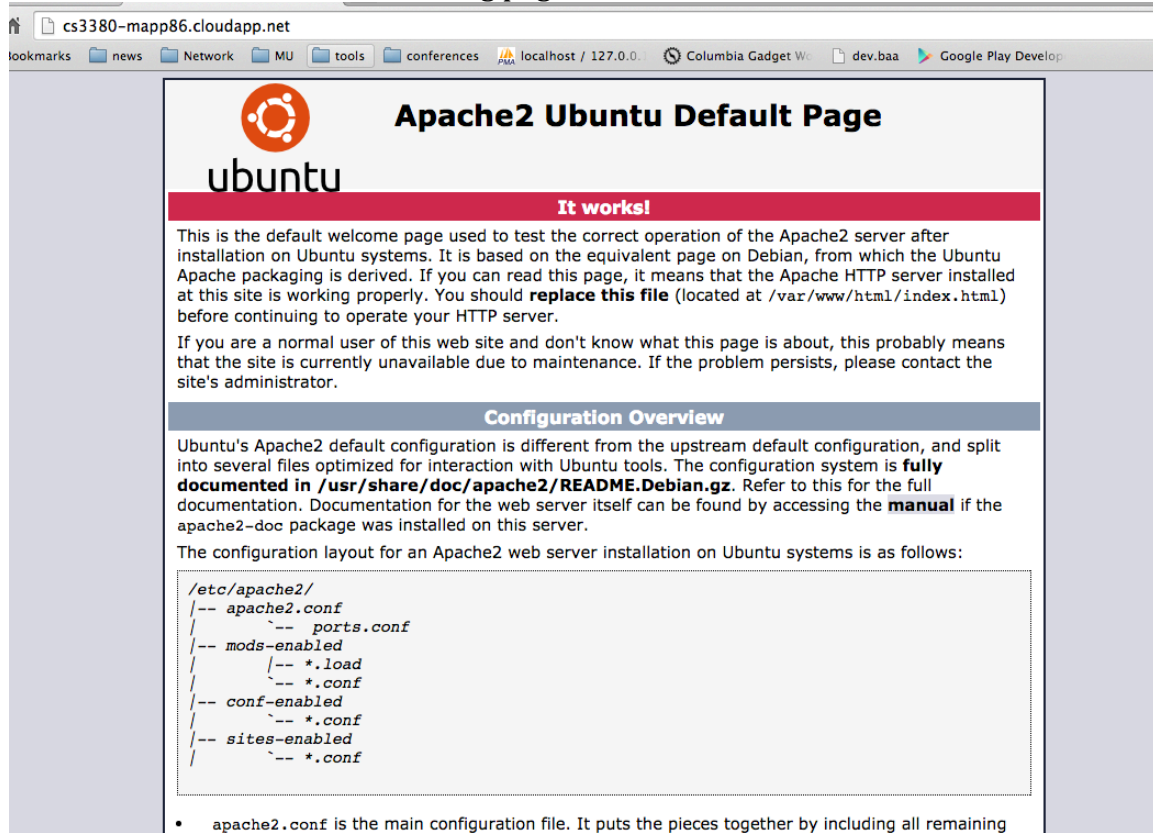 cs3380-mapp86.cloudapp.net
news Network MU tools conferences localhost / 127.0.0. Columbia Gadget Wo dev.baa Google Play Develop
ubuntu
Apache2 Ubuntu Default Page
It works!
This is the default welcome page used to test the correct operation of the Apache2 server after
installation on Ubuntu systems. It is based on the equivalent page on Debian, from which the Ubuntu
Apache packaging is derived. If you can read this page, it means that the Apache HTTP server installed
at this site is working properly. You should replace this file (located at /var/www/html/index.html)
before continuing to operate your HTTP server.
If you are a normal user of this web site and don't know what this page is about, this probably means
that the site is currently unavailable due to maintenance. If the problem persists, please contact the
site's administrator.
Configuration Overview
Ubuntu's Apache2 default configuration is different from the upstream default configuration, and split
into several files optimized for interaction with Ubuntu tools. The configuration system is fully
documented in /usr/share/doc/apache2/README.Debian.gz. Refer to this for the full
documentation. Documentation for the web server itself can be found by accessing the manual if the
apache2-doc package was installed on this server.
The configuration layout for an Apache2 web server installation on Ubuntu systems is as follows:
/etc/apache2/
|-- apache2.conf
|       `--  ports.conf
|-- mods-enabled
|       |-- *.load
|       `-- *.conf
|-- conf-enabled
|       `-- *.conf
|-- sites-enabled
|       `-- *.conf
• apache2.conf is the main configuration file. It puts the pieces together by including all remaining